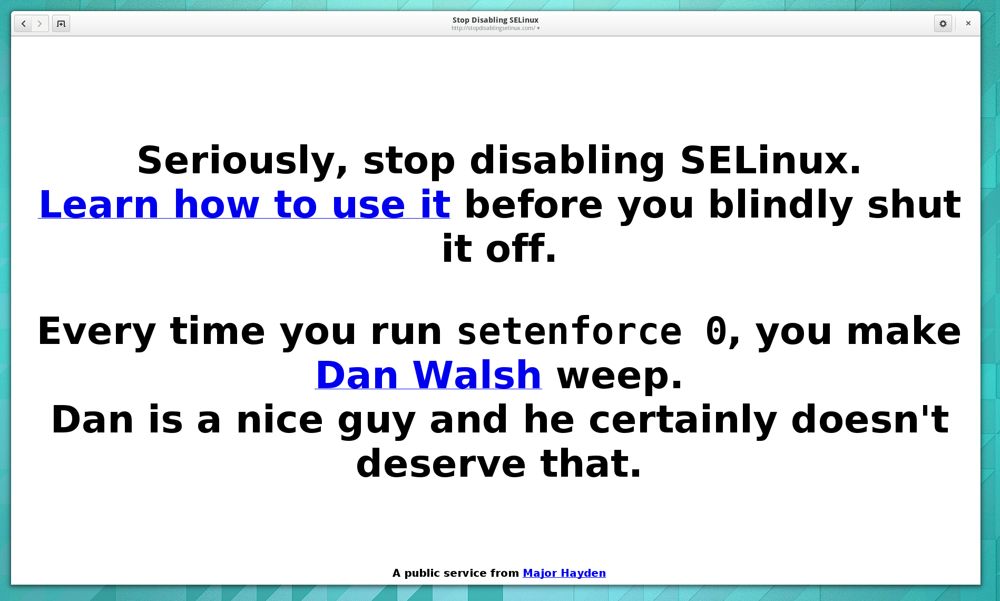 Stop Disabling SELinux
http://stopdisablingselinux.com/ ▾
Seriously, stop disabling SELinux.
Learn how to use it before you blindly shut
it off.
Every time you run setenforce 0, you make
Dan Walsh weep.
Dan is a nice guy and he certainly doesn't
deserve that.
A public service from Major Hayden